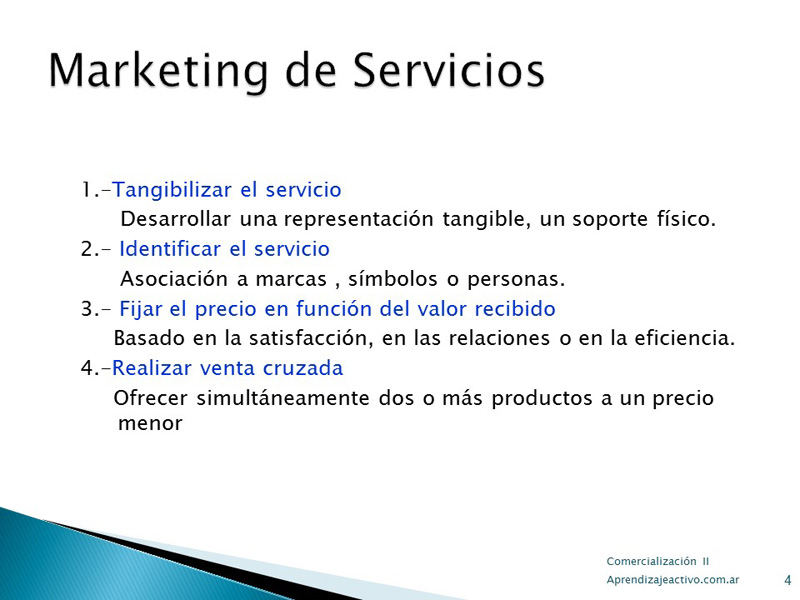 Marketing de Servicios
1.-Tangibilizar el servicio
Desarrollar una representación tangible, un soporte físico.
2.- Identificar el servicio
Asociación a marcas , símbolos o personas.
3.- Fijar el precio en función del valor recibido
Basado en la satisfacción, en las relaciones o en la eficiencia.
4.-Realizar venta cruzada
Ofrecer simultáneamente dos o más productos a un precio
menor
Comercialización II
Aprendizajeactivo.com.ar
4